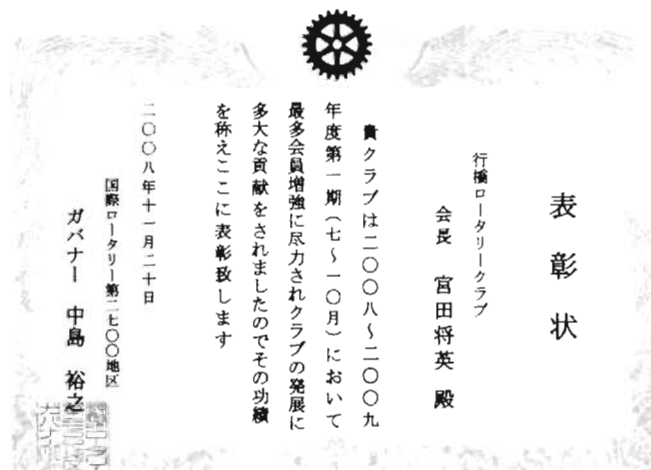 表彰状
行橋ロータリークラブ
会長 宮田将英 殿
貴クラブは二〇〇八〜二〇〇九
年度第一期(七〜一〇月)において
最多会員増強に尽力されクラブの発展に
多大な貢献をされましたのでその功績
を称えここに表彰致します
二〇〇八年十一月二十日
国際ロータリー第二七〇〇地区
ガバナー 中島 裕之